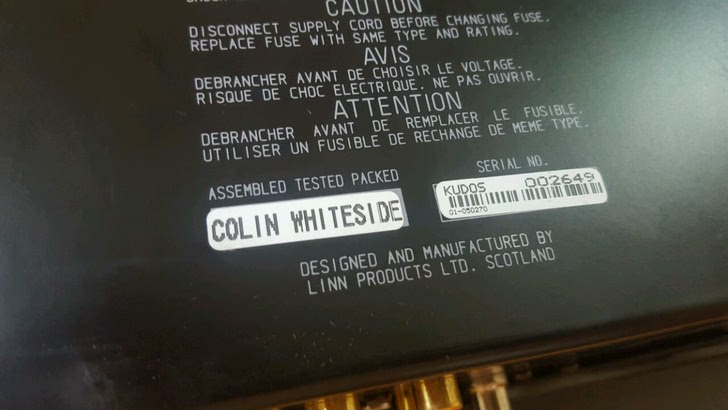 CAUTION
DISCONNECT SUPPLY CORD BEFORE CHANGING FUSE.
REPLACE FUSE WITH SAME TYPE AND RATING.
AVIS
DEBRANCHER AVANT DE CHOISIR LE VOLTAGE.
RISQUE DE CHOC ELECTRIQUE. NE PAS OUVRIR.
ATTENTION
DEBRANCHER AVANT DE REMPLACER LE FUSIBLE.
UTILISER UN FUSIBLE DE RECHANGE DE MEME TYPE.
ASSEMBLED TESTED PACKED
COLIN WHITESIDE
SERIAL NO.
KUDOS 002649
01-050270
DESIGNED AND MANUFACTURED BY
LINN PRODUCTS LTD. SCOTLAND